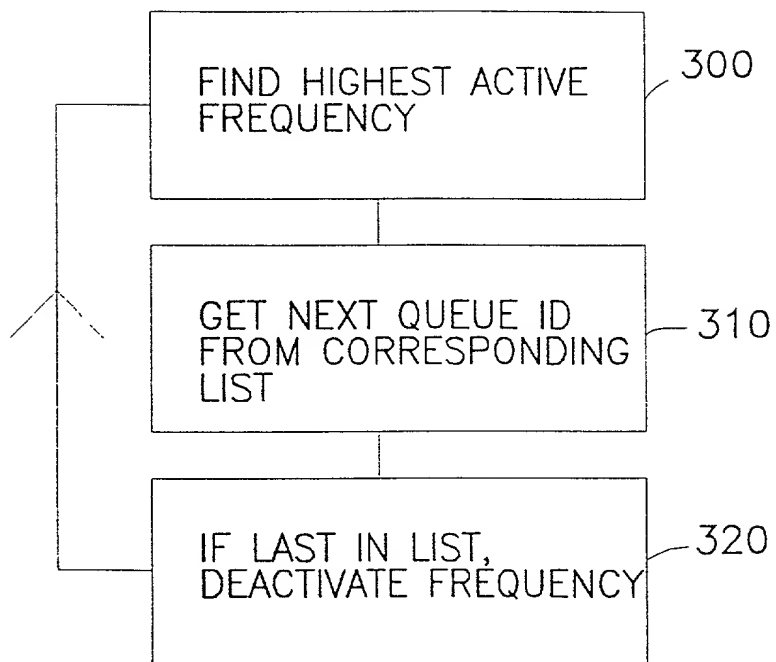 FIND HIGHEST ACTIVE
FREQUENCY
300
GET NEXT QUEUE ID
FROM CORRESPONDING
LIST
310
IF LAST IN LIST,
DEACTIVATE FREQUENCY
320